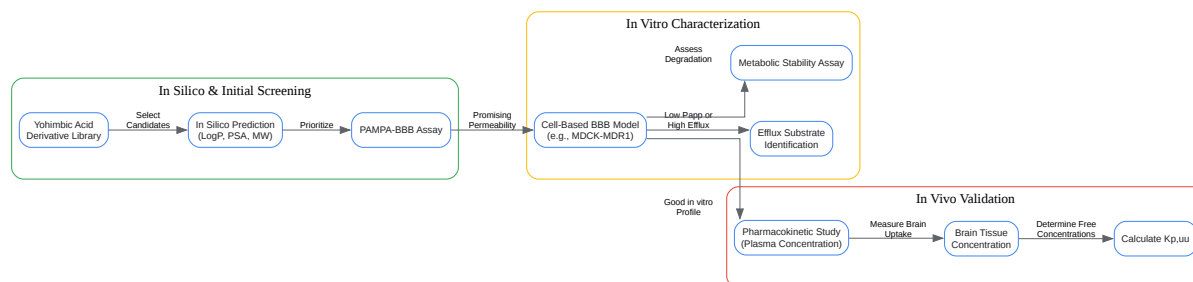 In Vitro Characterization
Assess
Degradation
Metabolic Stability Assay
In Silico & Initial Screening
Yohimbic Acid
Derivative Library
Select
Candidates
In Silico Prediction
(LogP, PSA, MW)
Prioritize
PAMPA-BBB Assay
Promising
Permeability
Cell-Based BBB Model
(e.g., MDCK-MDR1)
Low Papp or
High Efflux
Efflux Substrate
Identification
Good in vitro
Profile
In Vivo Validation
Pharmacokinetic Study
(Plasma Concentration)
Measure Brain
Uptake
Brain Tissue
Concentration
Determine Free
Concentrations
Calculate Kp,uu